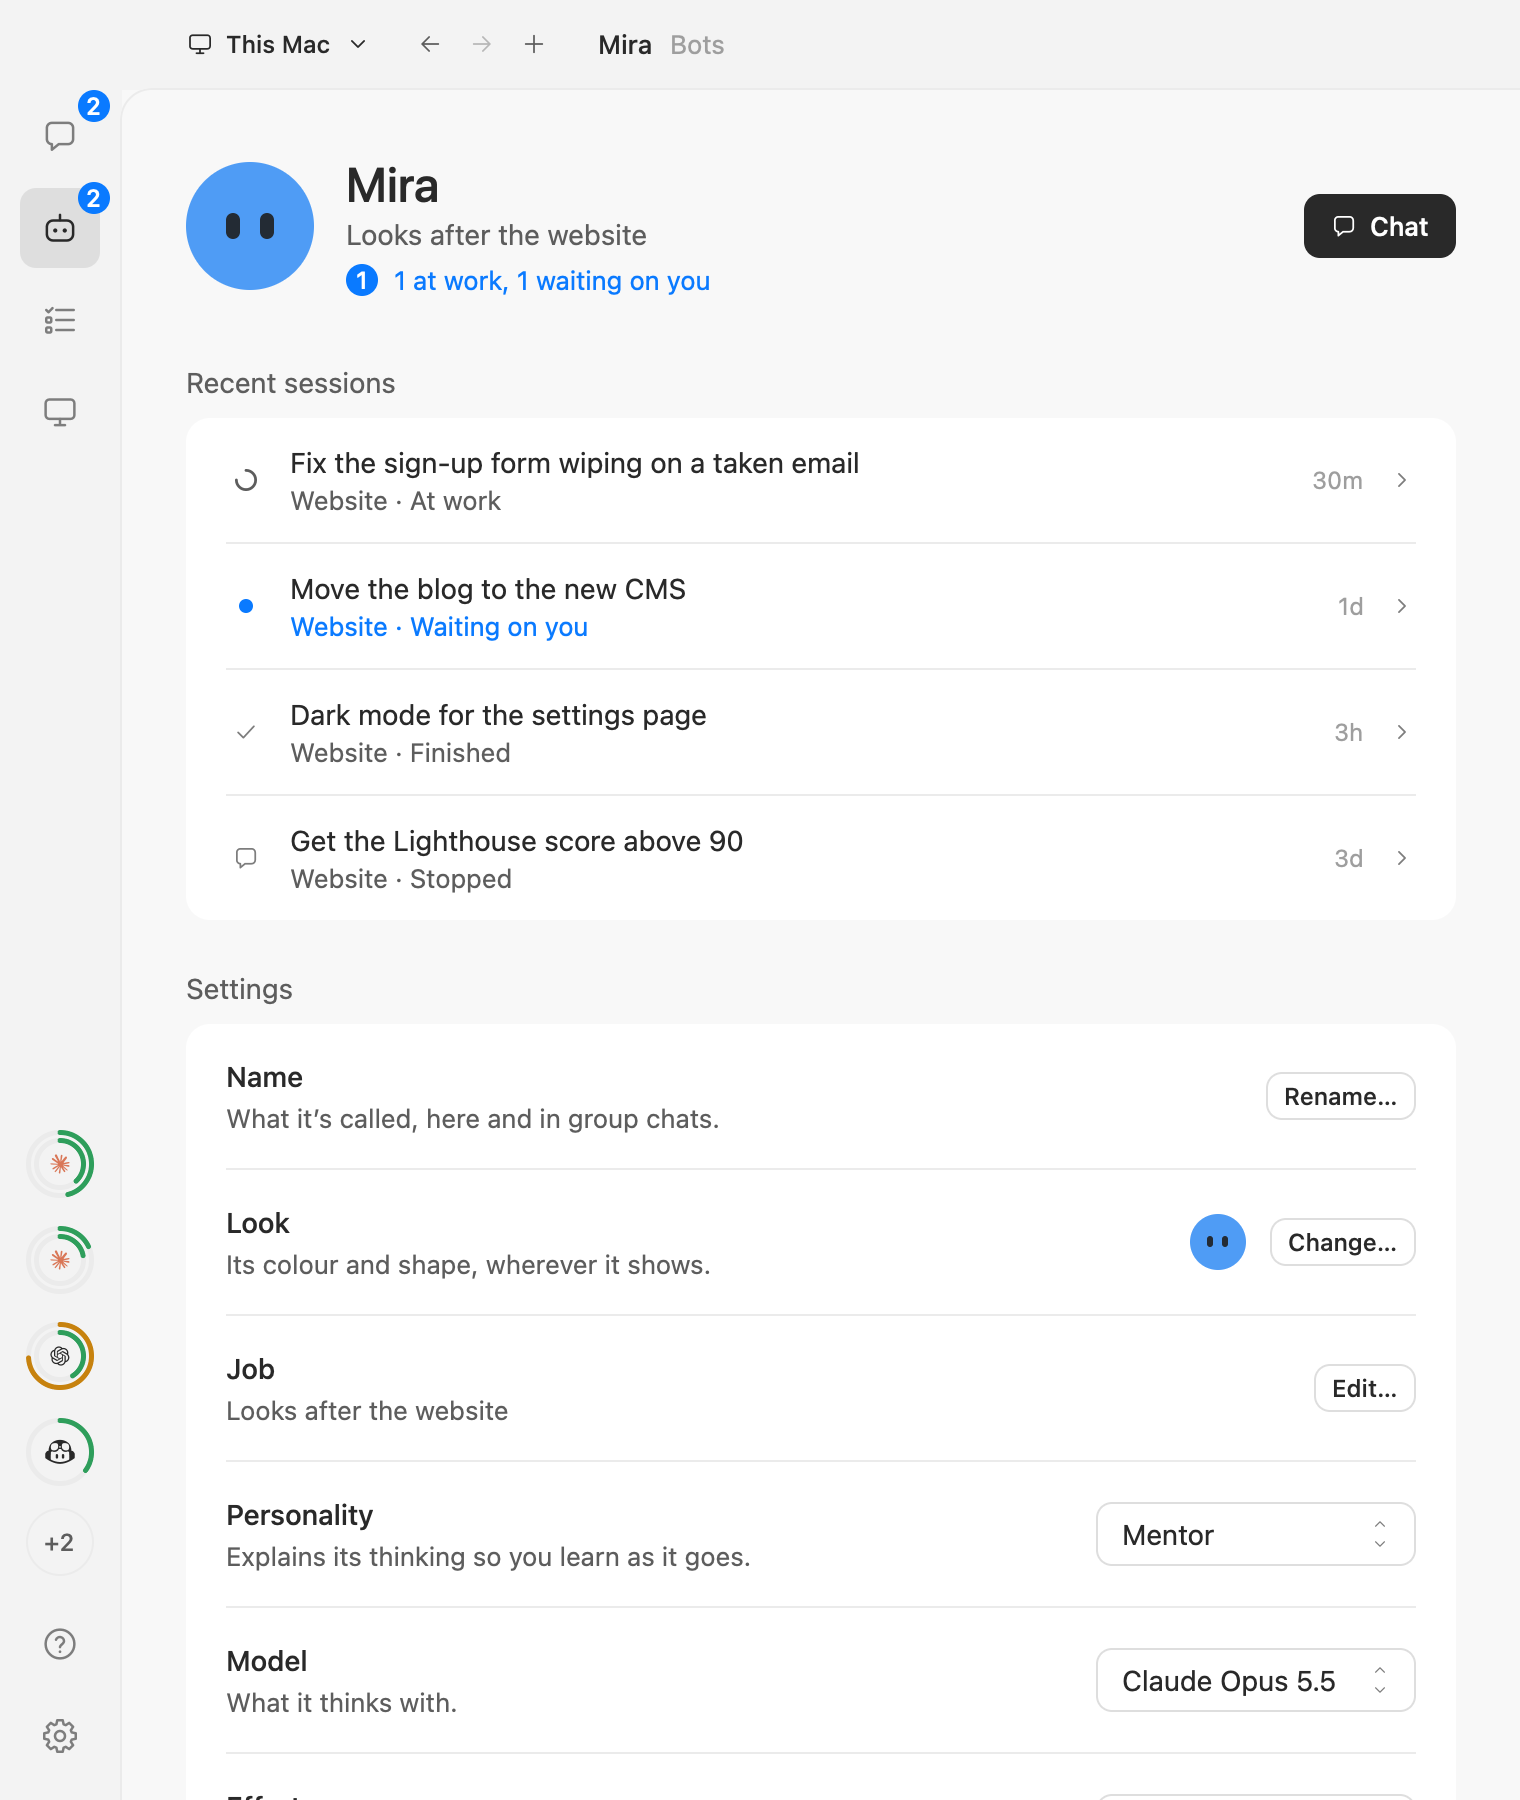 This Mac
Mira Bots
2
2
Mira
Looks after the website
1 1 at work, 1 waiting on you
Chat
Recent sessions
Fix the sign-up form wiping on a taken email
Website · At work
30m
Move the blog to the new CMS
Website · Waiting on you
1d
Dark mode for the settings page
Website · Finished
3h
Get the Lighthouse score above 90
Website · Stopped
3d
Settings
Name
What it’s called, here and in group chats.
Rename...
Look
Its colour and shape, wherever it shows.
Change...
Job
Looks after the website
Edit...
Personality
Explains its thinking so you learn as it goes.
Mentor
Model
What it thinks with.
Claude Opus 5.5
+2